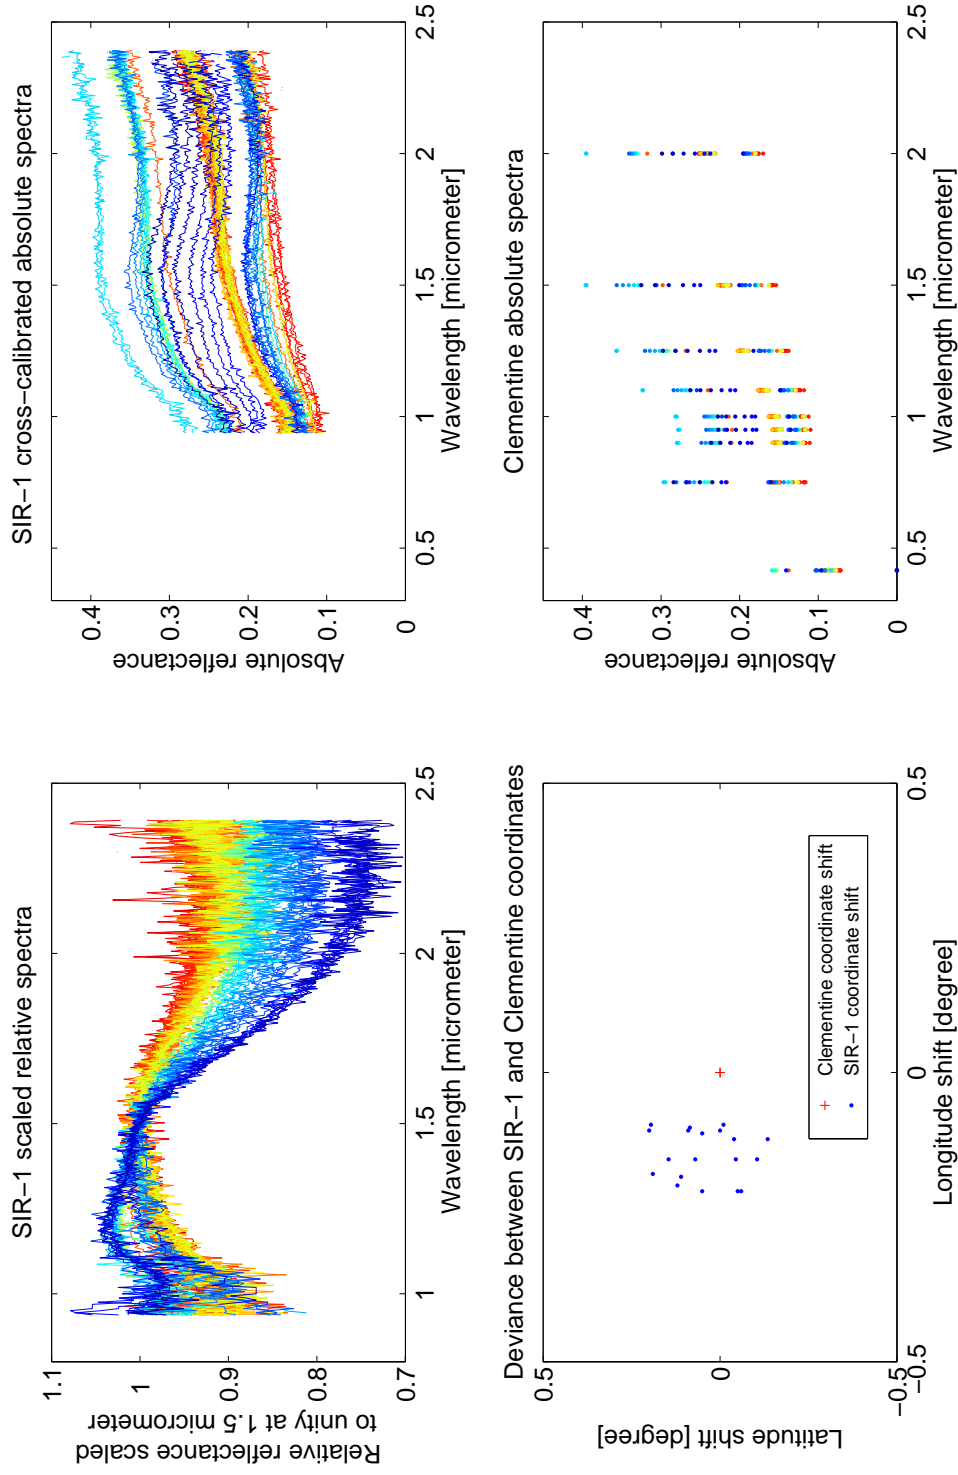 SIR−1 scaled relative spectra
Relative reflectance scaled
to unity at 1.5 micrometer
1.1
1
0.9
0.8
0.7
1
1.5
2
2.5
Wavelength [micrometer]
SIR−1 cross−calibrated absolute spectra
Absolute reflectance
0.4
0.3
0.2
0.1
0
0.5
1
1.5
2
2.5
Wavelength [micrometer]
Deviance between SIR−1 and Clementine coordinates
Latitude shift [degree]
0.5
0
−0.5
−0.5
0
0.5
Longitude shift [degree]
Clementine coordinate shift
SIR−1 coordinate shift
Clementine absolute spectra
Absolute reflectance
0.4
0.3
0.2
0.1
0
0.5
1
1.5
2
2.5
Wavelength [micrometer]